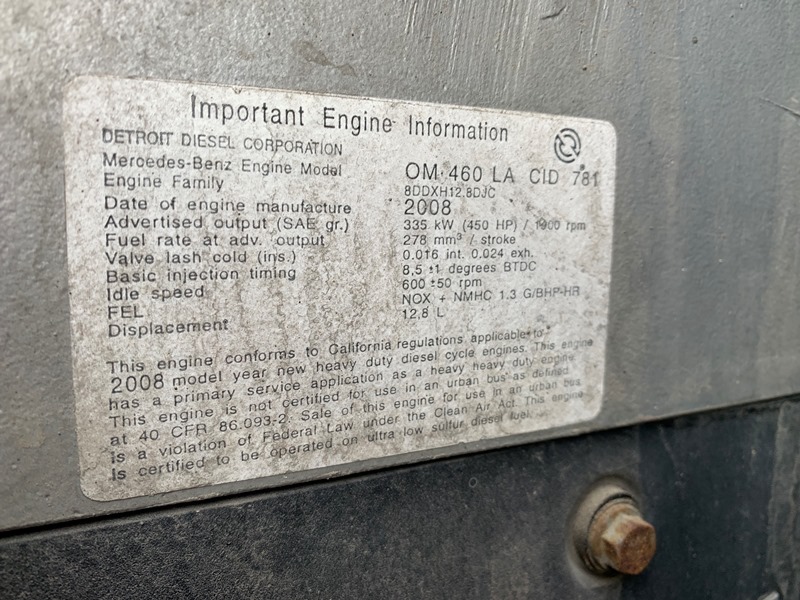 Important Engine Information
DETROIT DIESEL CORPORATION
Mercedes-Benz Engine Model OM 460 LA CID 781
Engine Family 8DDXH12.8DJC
Date of engine manufacture 2008
Advertised output (SAE gr.) 335 kW (450 HP) / 1900 rpm
Fuel rate at adv. output 278 mm³ / stroke
Valve lash cold (ins.) 0.016 int. 0.024 exh.
Basic injection timing 8,5 ±1 degrees BTDC
Idle speed 600 ±50 rpm
FEL NOX + NMHC 1.3 G/BHP-HR
Displacement 12,8 L
This engine conforms to California regulations applicable to
2008 model year new heavy duty diesel cycle engines. This engine
has a primary service application as a heavy heavy duty engine.
This engine is not certified for use in an urban bus as defined
at 40 CFR 86.093-2. Sale of this engine for use in an urban bus
is a violation of Federal Law under the Clean Air Act. This engine
is certified to be operated on ultra low sulfur diesel fuel.